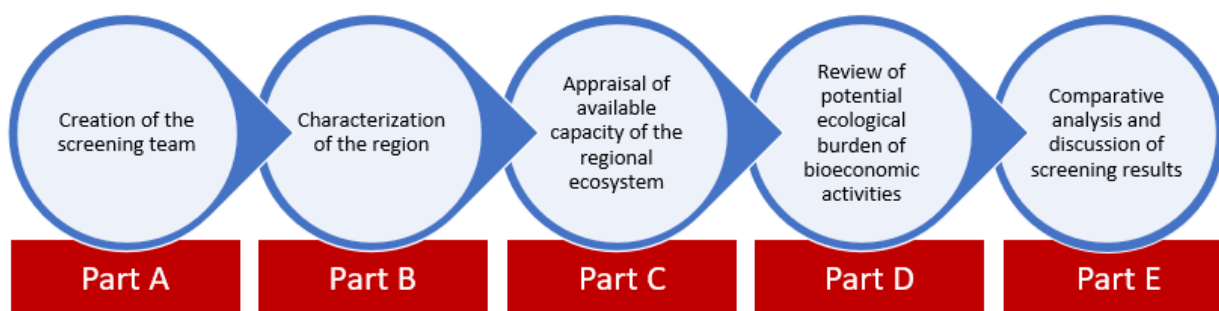 Creation of the
screening team
Characterization
of the region
Appraisal of
available
capacity of the
regional
ecosystem
Review of
potential
ecological
burden of
bioeconomic
activities
Comparative
analysis and
discussion of
screening results
Part A
Part B
Part C
Part D
Part E